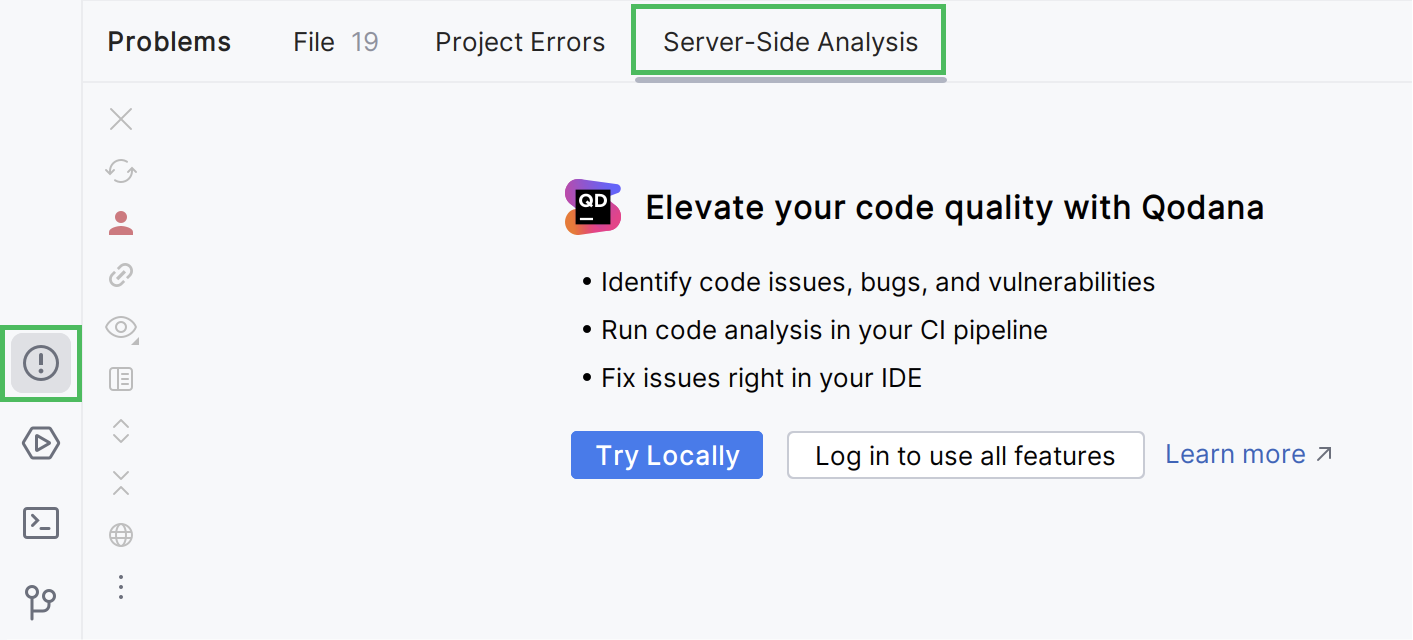 Problems File 19 Project Errors Server-Side Analysis
QD
Elevate your code quality with Qodana
• Identify code issues, bugs, and vulnerabilities
• Run code analysis in your CI pipeline
• Fix issues right in your IDE
Try Locally Log in to use all features Learn more ↗